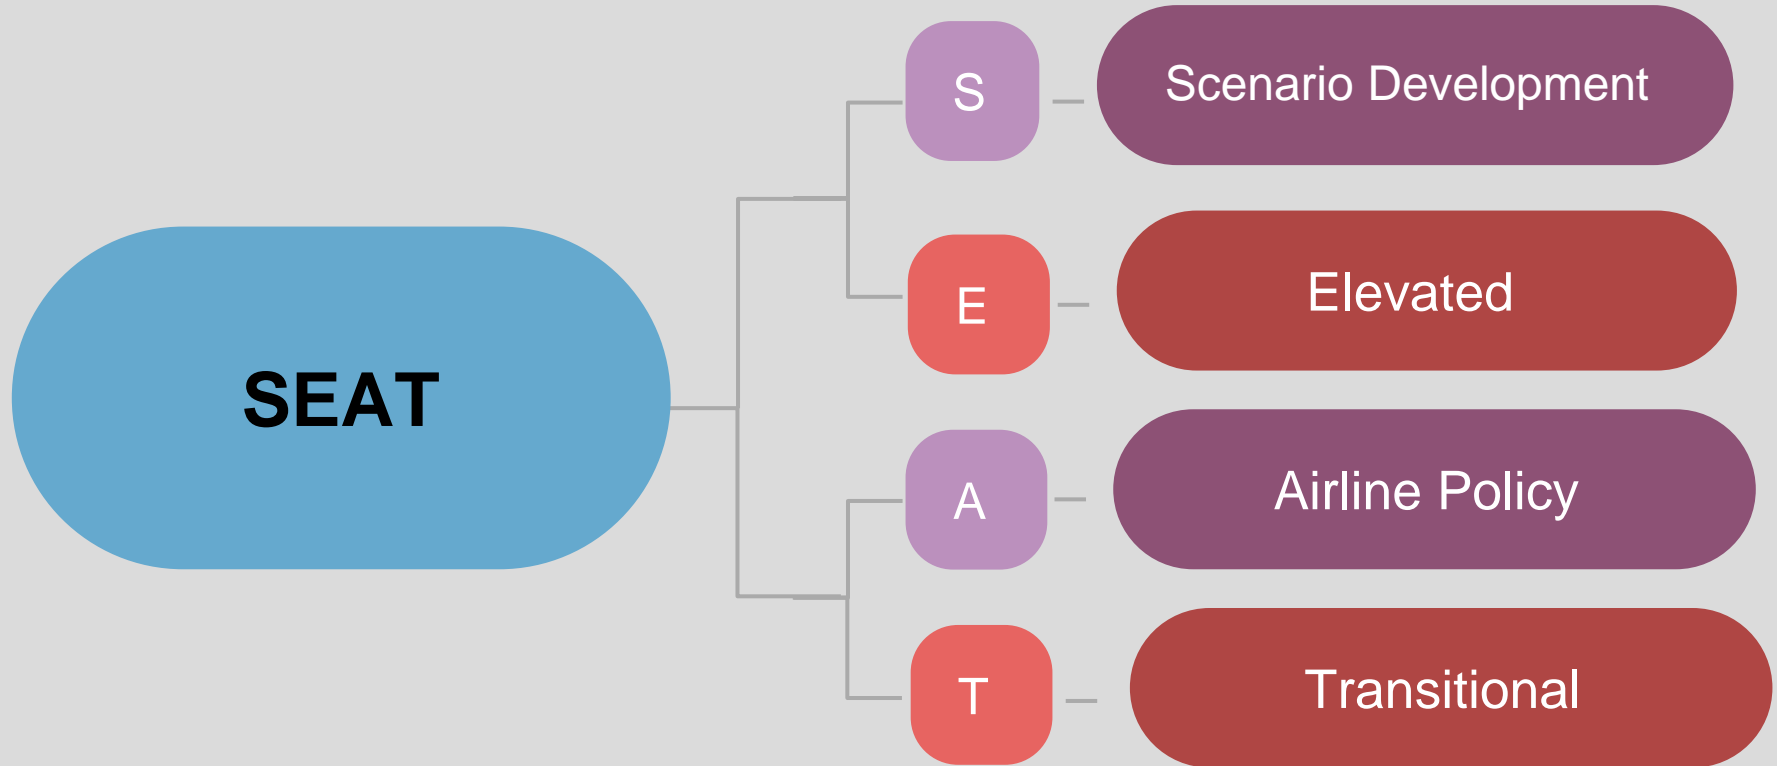 SEAT
S
Scenario Development
E
Elevated
A
Airline Policy
T
Transitional